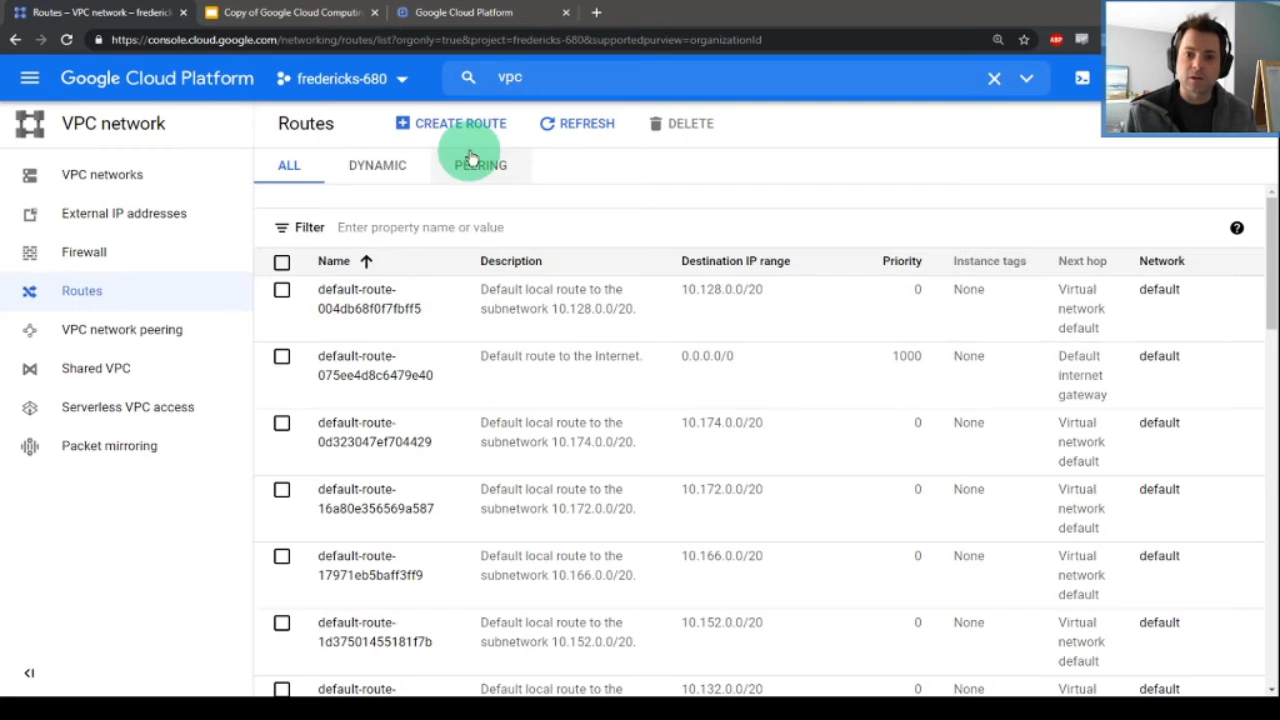 Routes – VPC network – frederick
Copy of Google Cloud Computin
Google Cloud Platform
https://console.cloud.google.com/networking/routes/list?orgonly=true&project=fredericks-680&supportedpurview=organizationId
ABP
Google Cloud Platform
fredericks-680
vpc
VPC network
Routes
CREATE ROUTE
REFRESH
DELETE
VPC networks
External IP addresses
Firewall
Routes
VPC network peering
Shared VPC
Serverless VPC access
Packet mirroring
ALL
DYNAMIC
PEERING
Filter Enter property name or value
Name Description Destination IP range Priority Instance tags Next hop Network
default-route-
004db68f0f7fbff5
Default local route to the
subnetwork 10.128.0.0/20.
10.128.0.0/20
0
None
Virtual
network
default
default
default-route-
075ee4d8c6479e40
Default route to the Internet.
0.0.0.0/0
1000
None
Default
internet
gateway
default
default-route-
0d323047ef704429
Default local route to the
subnetwork 10.174.0.0/20.
10.174.0.0/20
0
None
Virtual
network
default
default
default-route-
16a80e356569a587
Default local route to the
subnetwork 10.172.0.0/20.
10.172.0.0/20
0
None
Virtual
network
default
default
default-route-
17971eb5baff3ff9
Default local route to the
subnetwork 10.166.0.0/20.
10.166.0.0/20
0
None
Virtual
network
default
default
default-route-
1d37501455181f7b
Default local route to the
subnetwork 10.152.0.0/20.
10.152.0.0/20
0
None
Virtual
network
default
default
default-route-
Default local route to the
10.132.0.0/20
0
None
Virtual
default